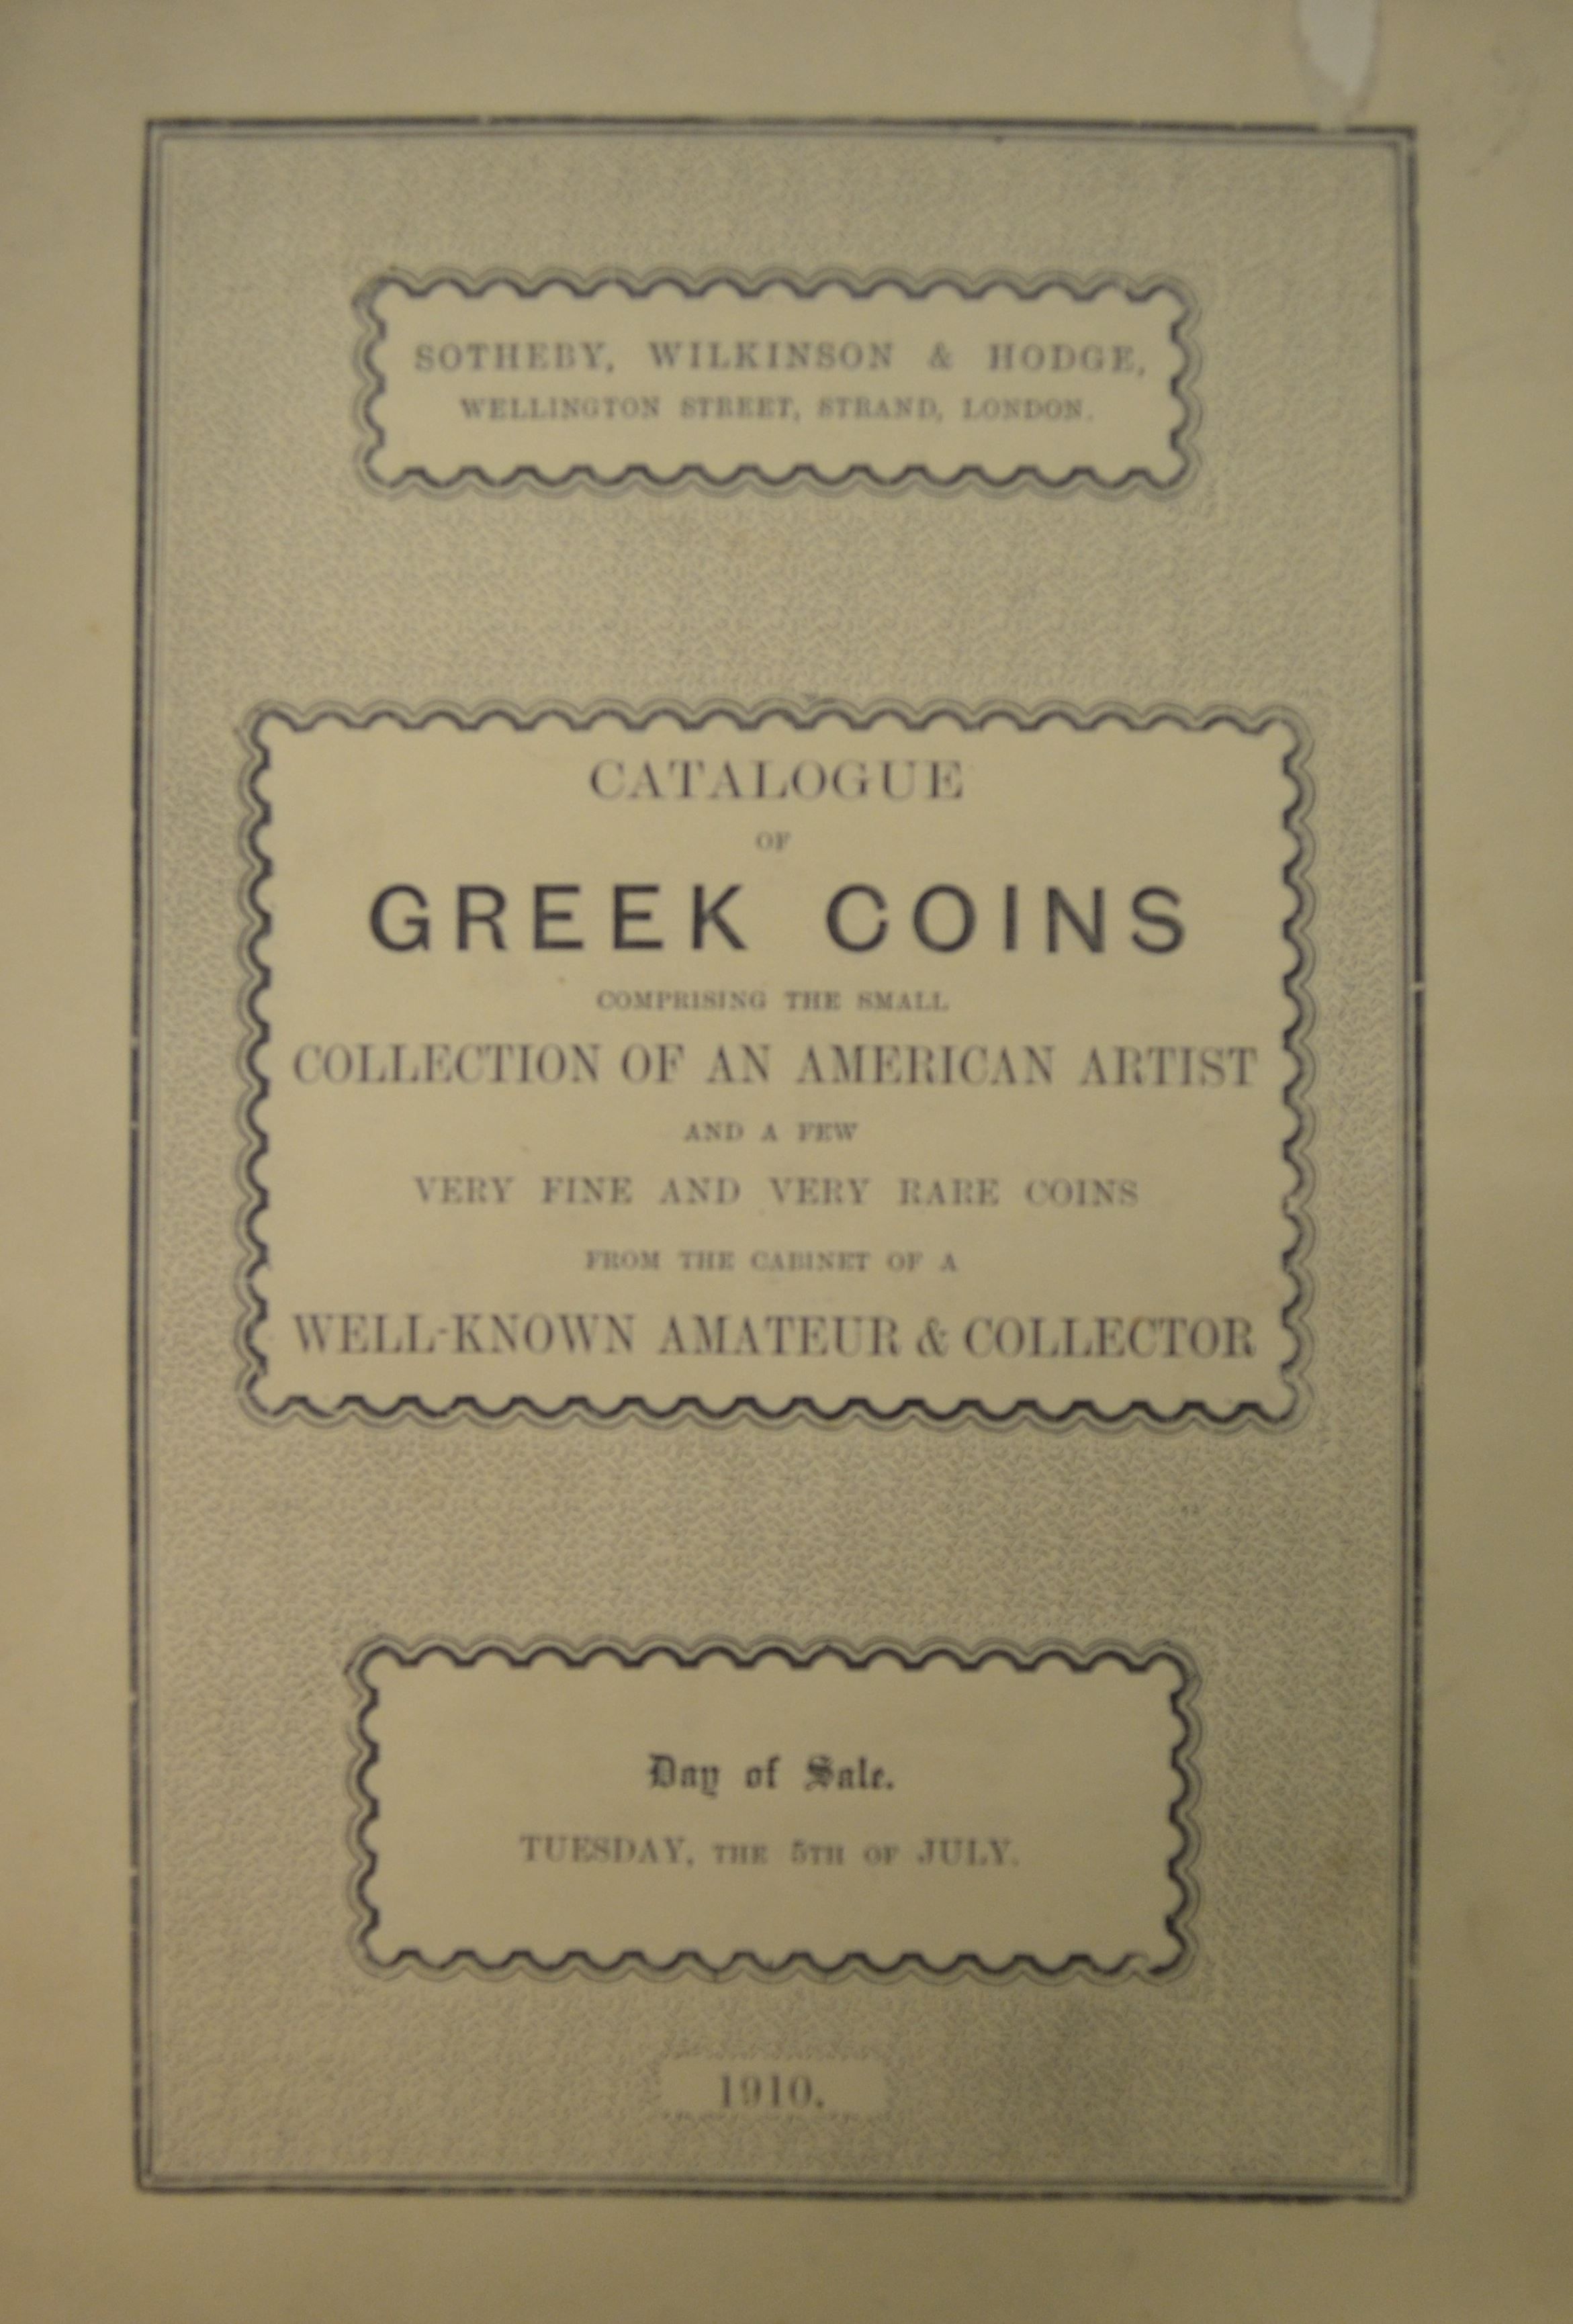 SOTHEBY, WILKINSON & HODGE,
WELLINGTON STREET, STRAND, LONDON.
CATALOGUE
OF
GREEK COINS
COMPRISING THE SMALL
COLLECTION OF AN AMERICAN ARTIST
AND A FEW
VERY FINE AND VERY RARE COINS
FROM THE CABINET OF A
WELL-KNOWN AMATEUR & COLLECTOR
Day of Sale.
TUESDAY, THE 5TH OF JULY.
1910.